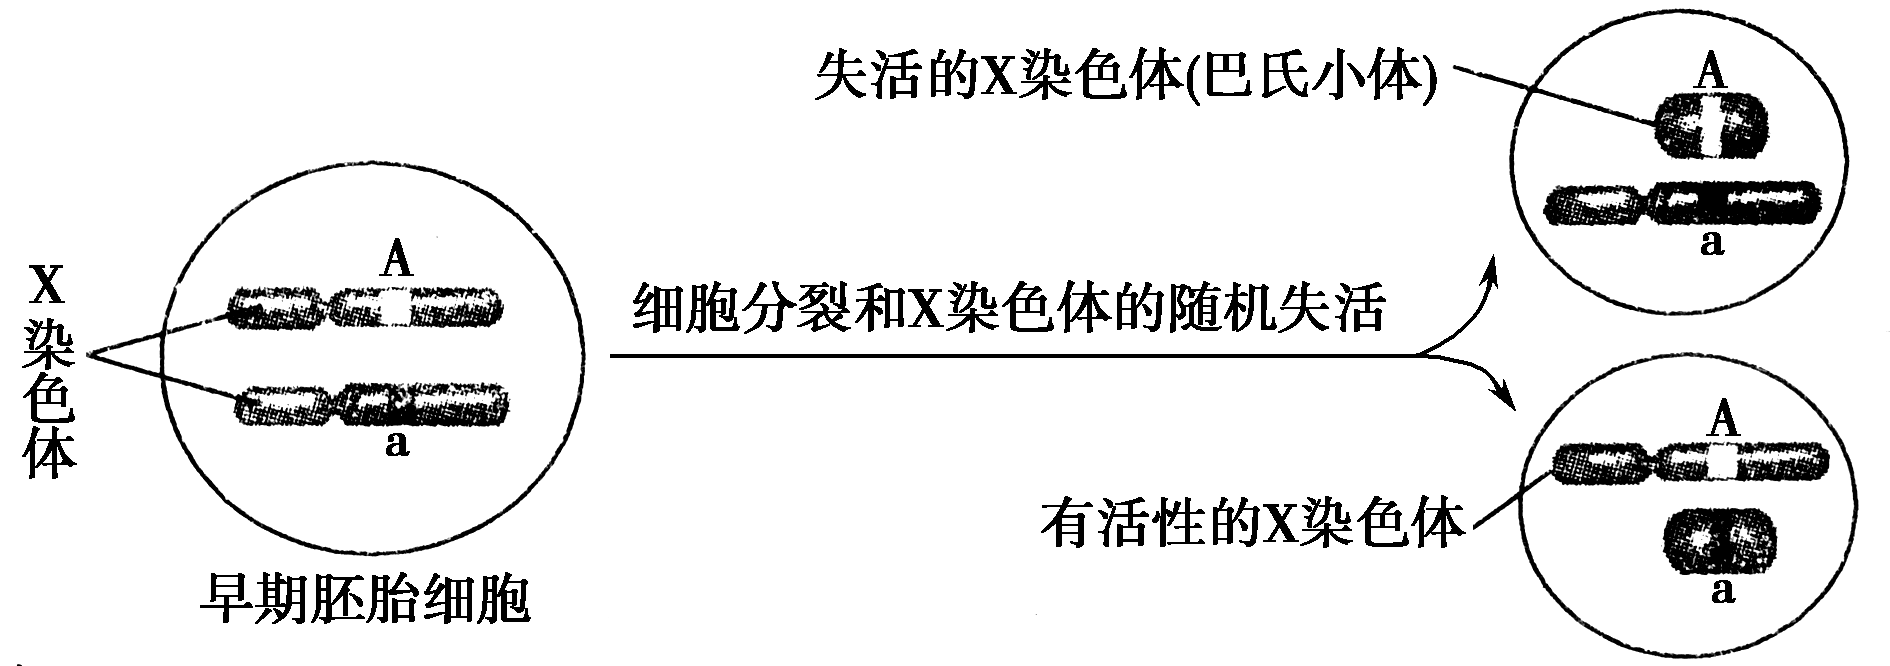 X染色体
A
a
早期胚胎细胞
细胞分裂和X染色体的随机失活
失活的X染色体(巴氏小体)
A
a
有活性的X染色体
A
a